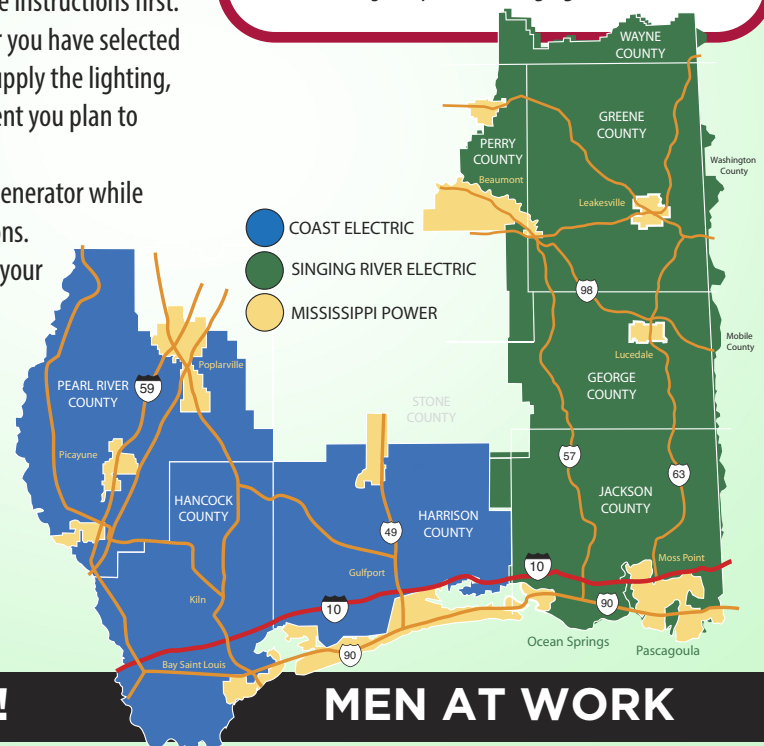 e instructions first.
r you have selected
upply the lighting,
ent you plan to
enerator while
ons.
your
WAYNE
COUNTY
GREENE
COUNTY
PERRY
COUNTY
Washington
County
Beaumont
Leakesville
COAST ELECTRIC
SINGING RIVER ELECTRIC
MISSISSIPPI POWER
98
Mobile
County
Lucedale
GEORGE
COUNTY
Poplarville
PEARL RIVER
COUNTY
59
STONE
COUNTY
Picayune
57
63
HANCOCK
COUNTY
HARRISON
COUNTY
JACKSON
COUNTY
49
Gulfport
Moss Point
10
Kiln
10
90
Ocean Springs
Pascagoula
90
Bay Saint Louis
!
MEN AT WORK